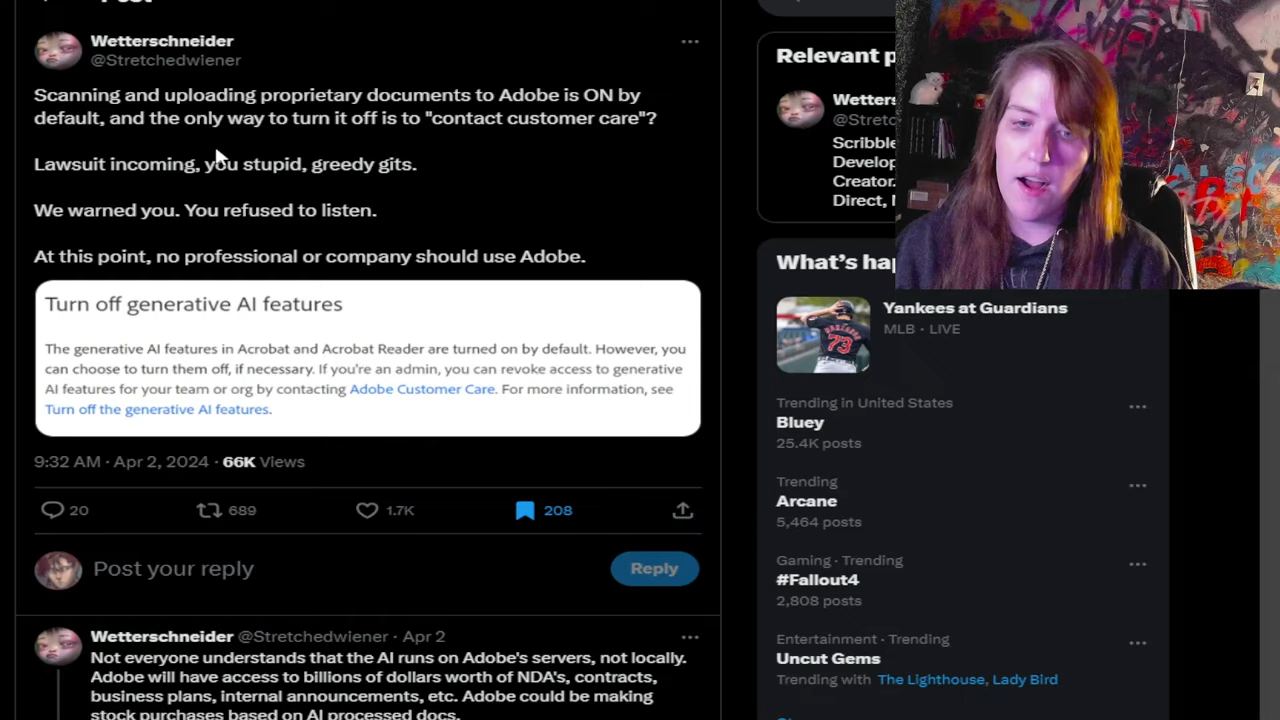 Post
Wetterschneider
@Stretchedwiener
Scanning and uploading proprietary documents to Adobe is ON by
default, and the only way to turn it off is to "contact customer care"?
Lawsuit incoming, you stupid, greedy gits.
We warned you. You refused to listen.
At this point, no professional or company should use Adobe.
Turn off generative AI features
The generative AI features in Acrobat and Acrobat Reader are turned on by default. However, you
can choose to turn them off, if necessary. If you're an admin, you can revoke access to generative
AI features for your team or org by contacting Adobe Customer Care. For more information, see
Turn off the generative AI features.
9:32 AM · Apr 2, 2024 · 66K Views
20 689 1.7K 208
Post your reply
Reply
Wetterschneider @Stretchedwiener · Apr 2
Not everyone understands that the AI runs on Adobe's servers, not locally.
Adobe will have access to billions of dollars worth of NDA's, contracts,
business plans, internal announcements, etc. Adobe could be making
stock purchases based on AI processed docs.
Relevant p
Wetters
@Stretc
Scribble
Develop
Creator.
Direct,
What's hap
Yankees at Guardians
MLB · LIVE
Trending in United States
Bluey
25.4K posts
Trending
Arcane
5,464 posts
Gaming · Trending
#Fallout4
2,808 posts
Entertainment · Trending
Uncut Gems
Trending with The Lighthouse, Lady Bird
73
ALSO